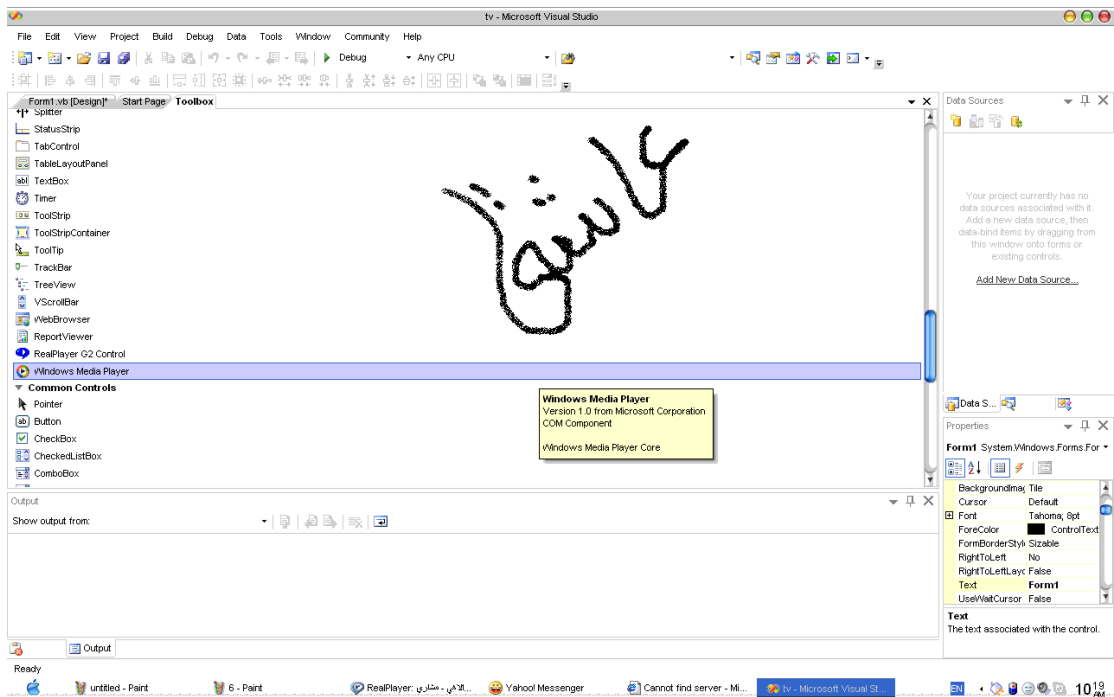 tv - Microsoft Visual Studio
File Edit View Project Build Debug Data Tools Window Community Help
Debug Any CPU
Form1.vb [Design]* Start Page Toolbox
Splitter
StatusStrip
TabControl
TableLayoutPanel
TextBox
Timer
ToolStrip
ToolStripContainer
ToolTip
TrackBar
TreeView
VScrollBar
WebBrowser
ReportViewer
RealPlayer G2 Control
Windows Media Player
Common Controls
Pointer
Button
CheckBox
CheckedListBox
ComboBox
Windows Media Player
Version 1.0 from Microsoft Corporation
COM Component
Windows Media Player Core
Output
Show output from:
Output
Data Sources
Your project currently has no
data sources associated with it.
Add a new data source, then
data-bind items by dragging from
this window onto forms or
existing controls.
Add New Data Source...
Data S...
Properties
Form1 System.Windows.Forms.For
BackgroundImag Tile
Cursor Default
Font Tahoma; 8pt
ForeColor ControlText
FormBorderStyl Sizable
RightToLeft No
RightToLeftLayc False
Text Form1
UseWaitCursor False
Text
The text associated with the control.
Ready
untitled - Paint 6 - Paint RealPlayer: الاهي - مشاري... Yahoo! Messenger Cannot find server - Mi... tv - Microsoft Visual St... EN 10 19 AM